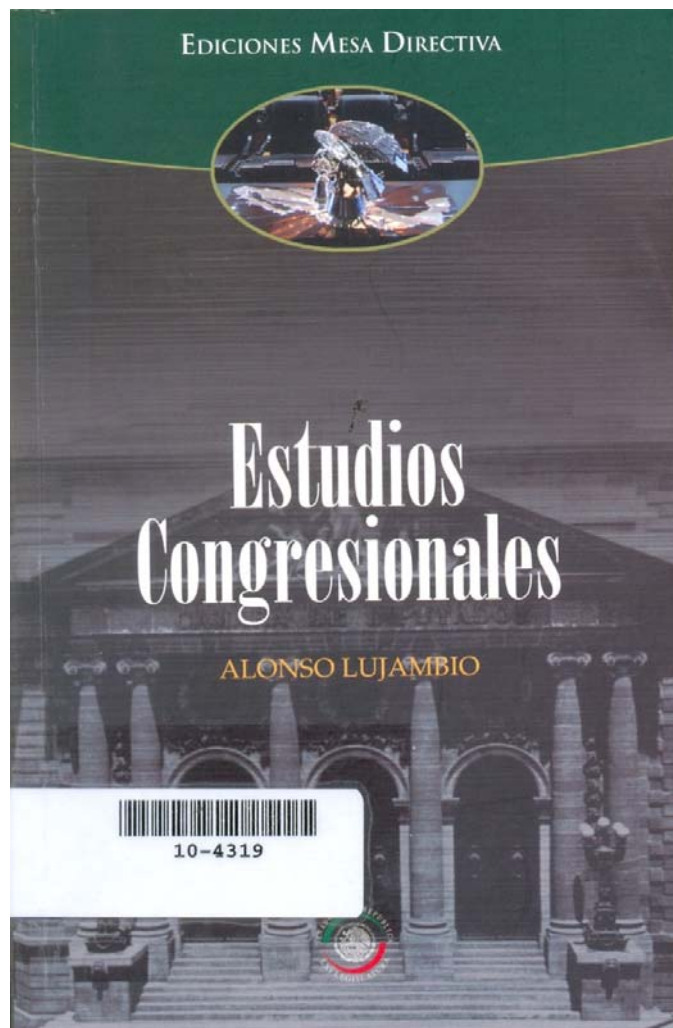 EDICIONES MESA DIRECTIVA
Estudios
Congresionales
ALONSO LUJAMBIO
10-4319